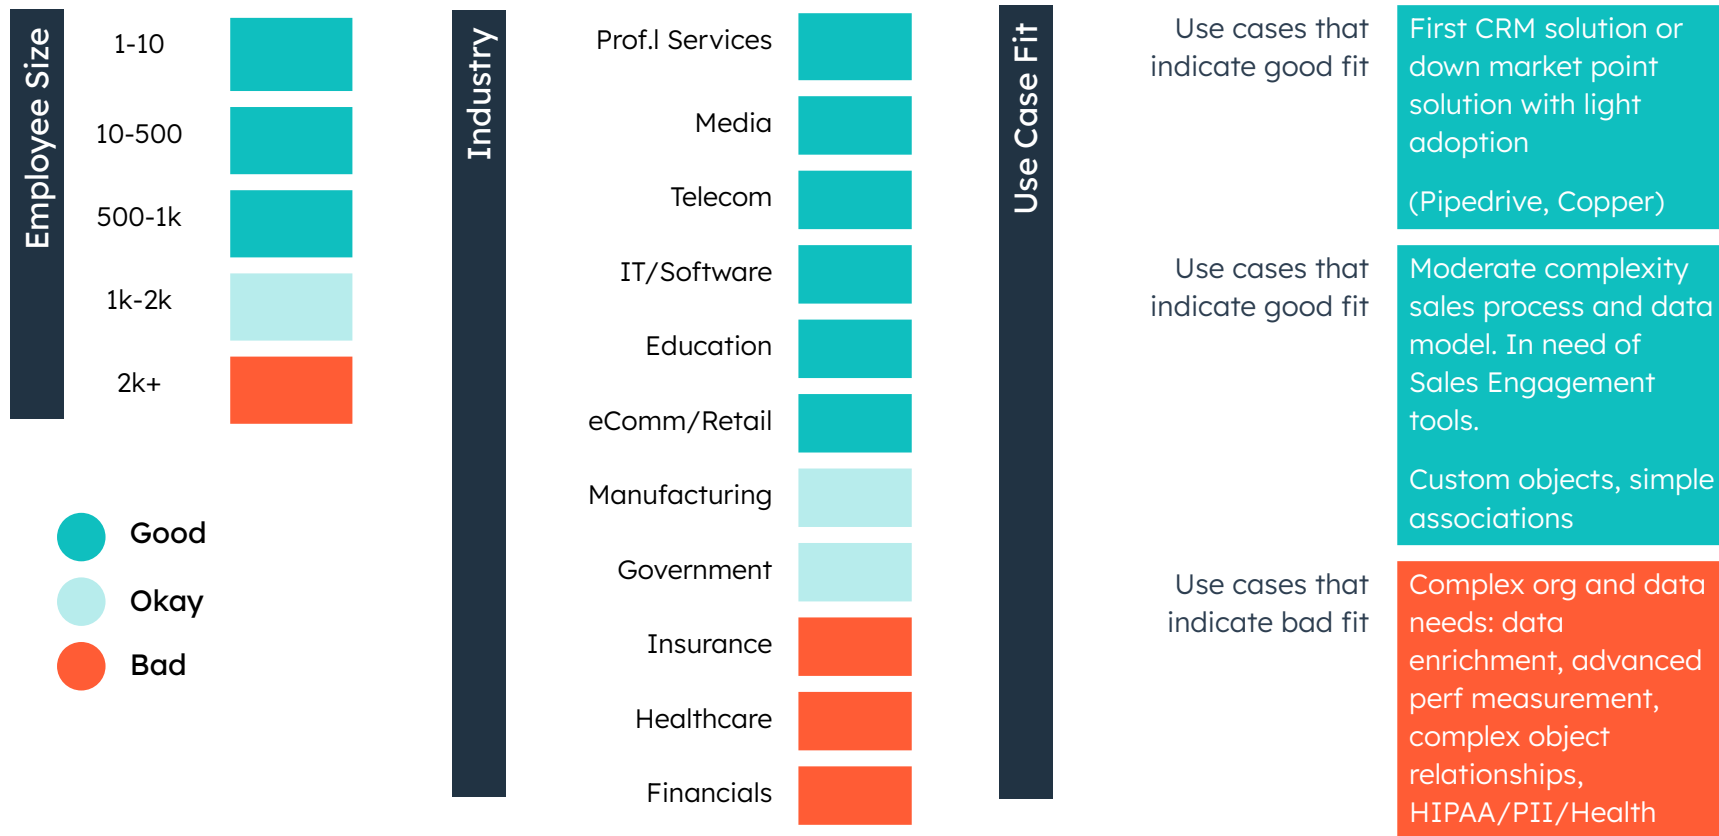 Employee Size
1-10
10-500
500-1k
1k-2k
2k+
Good
Okay
Bad
Industry
Prof.l Services
Media
Telecom
IT/Software
Education
eComm/Retail
Manufacturing
Government
Insurance
Healthcare
Financials
Use Case Fit
Use cases that
indicate good fit
First CRM solution or
down market point
solution with light
adoption
(Pipedrive, Copper)
Use cases that
indicate good fit
Moderate complexity
sales process and data
model. In need of
Sales Engagement
tools.
Custom objects, simple
associations
Use cases that
indicate bad fit
Complex org and data
needs: data
enrichment, advanced
perf measurement,
complex object
relationships,
HIPAA/PII/Health